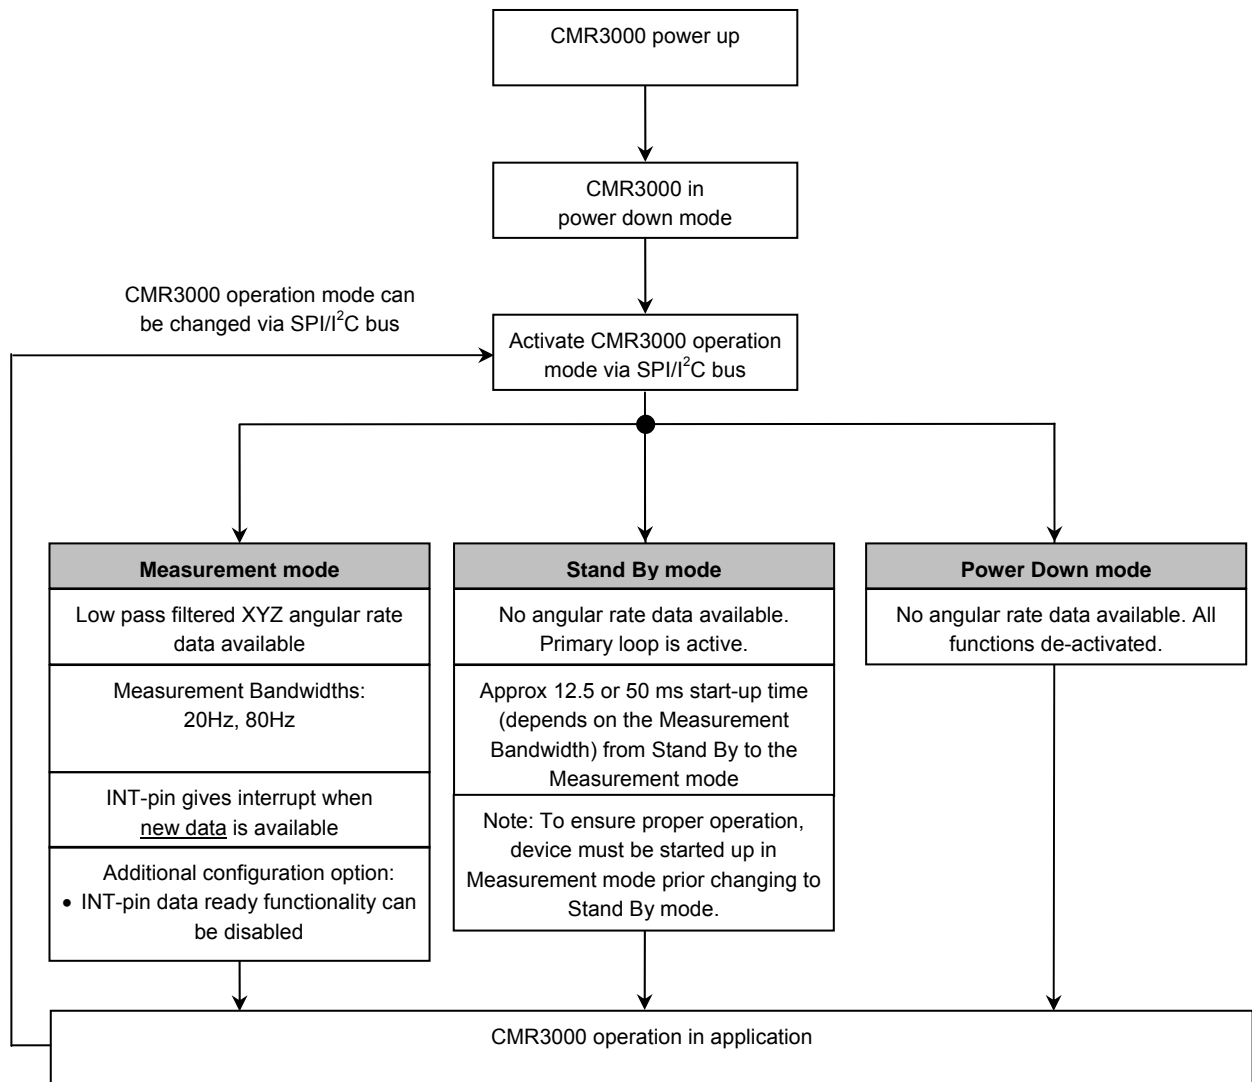 CMR3000 power up
CMR3000 in
power down mode
CMR3000 operation mode can
be changed via SPI/I²C bus
Activate CMR3000 operation
mode via SPI/I²C bus
Measurement mode
Low pass filtered XYZ angular rate
data available
Measurement Bandwidths:
20Hz, 80Hz
INT-pin gives interrupt when
new data is available
Additional configuration option:
• INT-pin data ready functionality can
be disabled
Stand By mode
No angular rate data available.
Primary loop is active.
Approx 12.5 or 50 ms start-up time
(depends on the Measurement
Bandwidth) from Stand By to the
Measurement mode
Note: To ensure proper operation,
device must be started up in
Measurement mode prior changing to
Stand By mode.
Power Down mode
No angular rate data available. All
functions de-activated.
CMR3000 operation in application